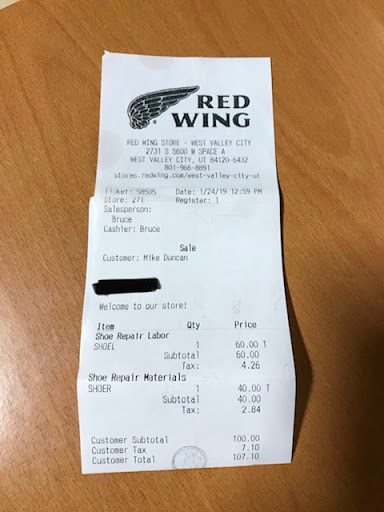 RED
WING
RED WING STORE - WEST VALLEY CITY
2731 S 5600 W SPACE A
WEST VALLEY CITY, UT 84120-6432
801-966-8891
stores.redwing.com/west-valley-city-ut
Ticket: 58505 Date: 1/24/19 12:59 PM
Store: 271 Register: 1
Salesperson:
Bruce
Cashier: Bruce
Sale
Customer: Mike Duncan
Welcome to our store!
Item Qty Price
Shoe Repair Labor
SHOEL 1 60.00 T
Subtotal 60.00
Tax: 4.26
Shoe Repair Materials
SHOER 1 40.00 T
Subtotal 40.00
Tax: 2.84
Customer Subtotal 100.00
Customer Tax 7.10
Customer Total 107.10